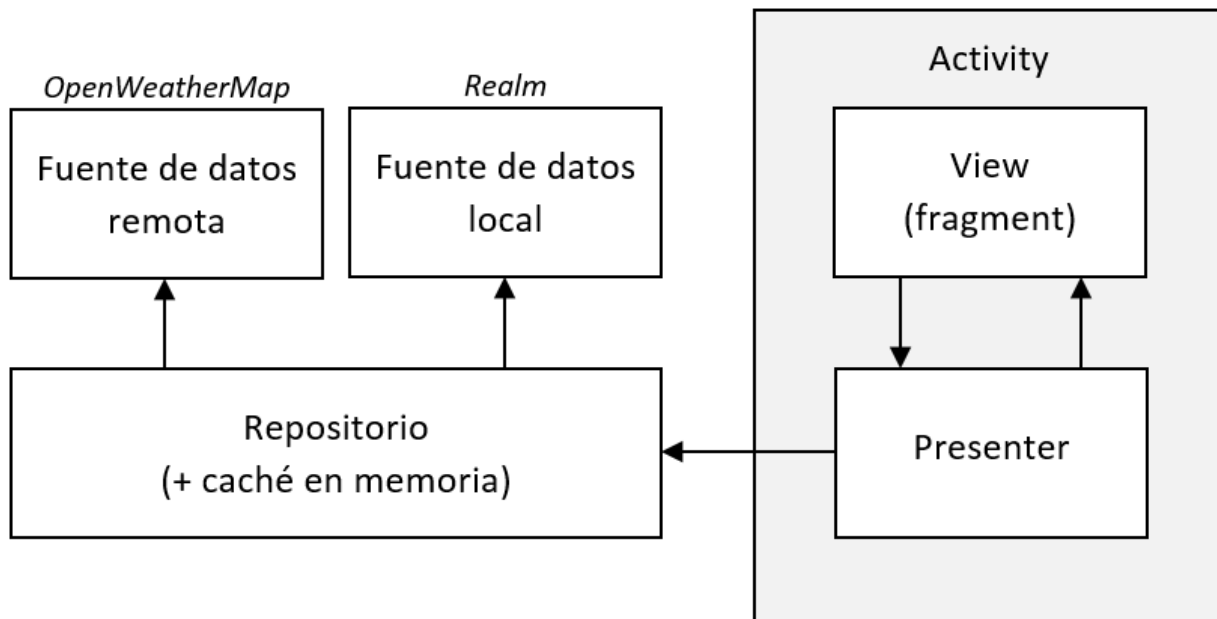 OpenWeatherMap
Fuente de datos
remota
Realm
Fuente de datos
local
Repositorio
(+ caché en memoria)
Activity
View
(fragment)
Presenter